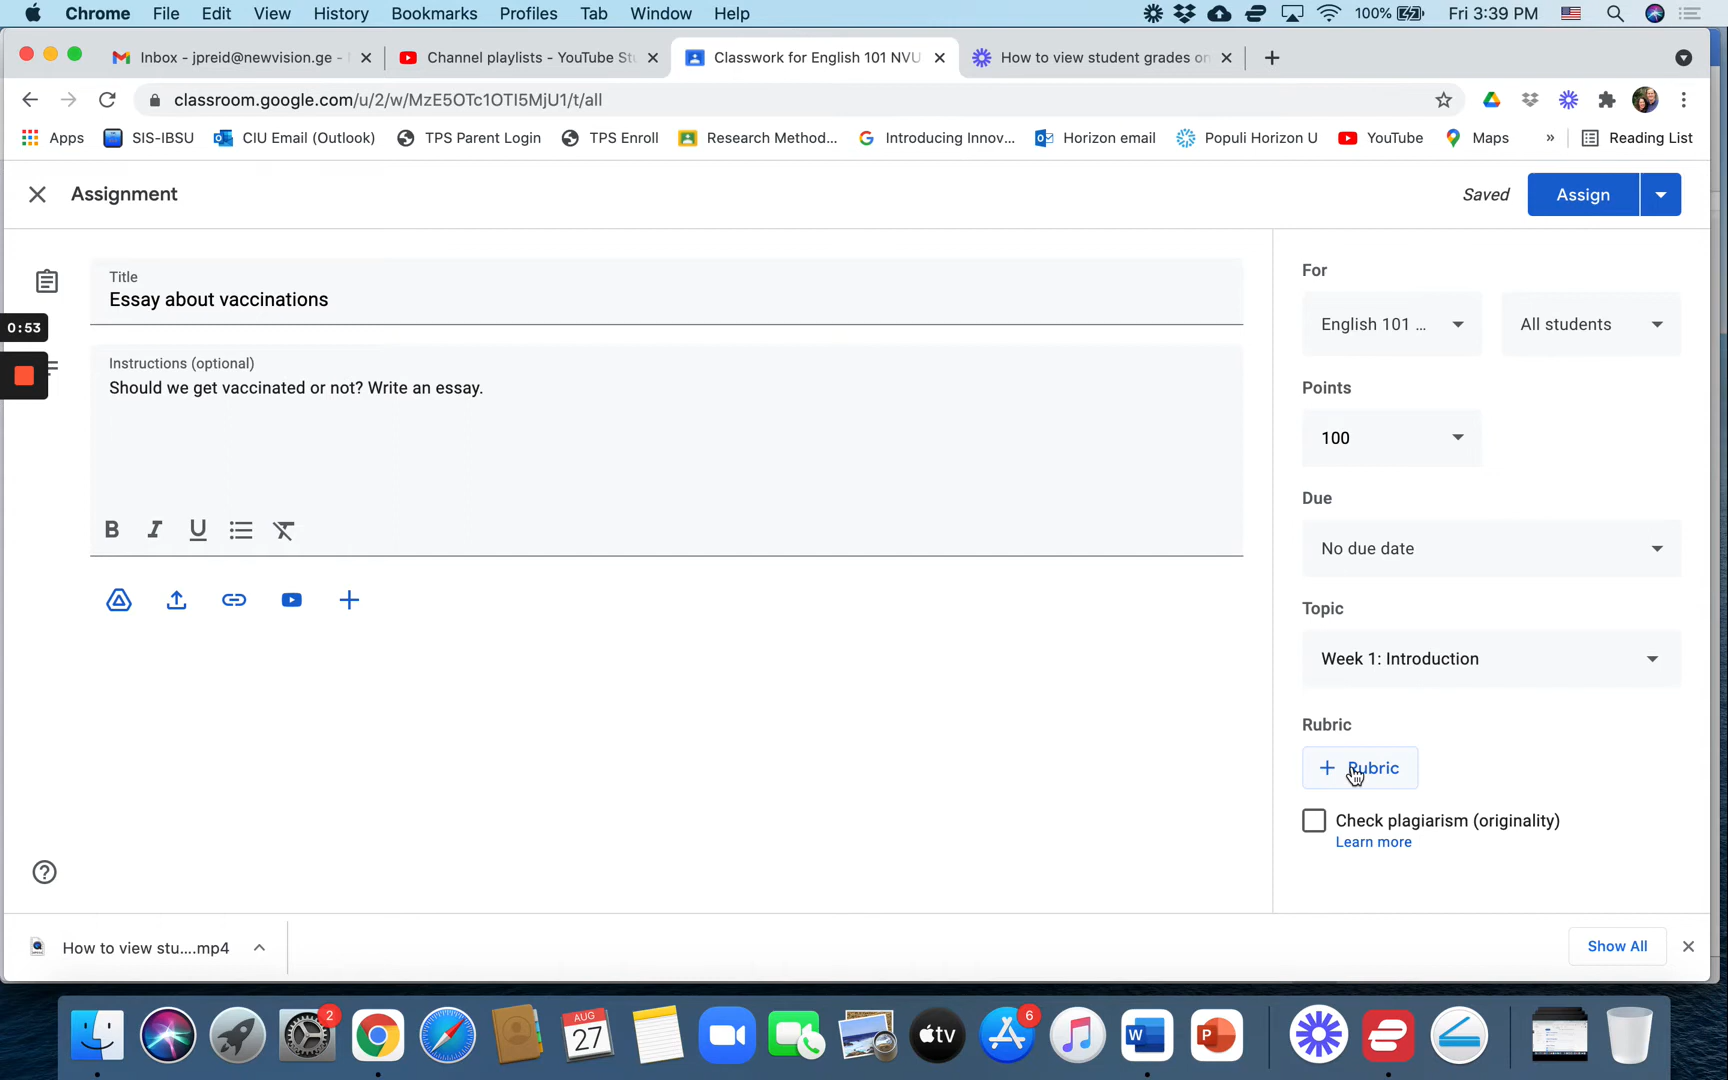 Chrome File Edit View History Bookmarks Profiles Tab Window Help 100% Fri 3:39 PM
Inbox - jpreid@newvision.ge - Channel playlists - YouTube Stu Classwork for English 101 NVU How to view student grades on
classroom.google.com/u/2/w/MzE5OTc1OTI5MjU1/t/all
Apps SIS-IBSU CIU Email (Outlook) TPS Parent Login TPS Enroll Research Method... Introducing Innov... Horizon email Populi Horizon U YouTube Maps » Reading List
Assignment Saved Assign
Title
Essay about vaccinations
0:53
Instructions (optional)
Should we get vaccinated or not? Write an essay.
B I U
For
English 101 ... All students
Points
100
Due
No due date
Topic
Week 1: Introduction
Rubric
+ Rubric
Check plagiarism (originality)
Learn more
How to view stu....mp4 Show All
2 AUG 27 tv 6 W P